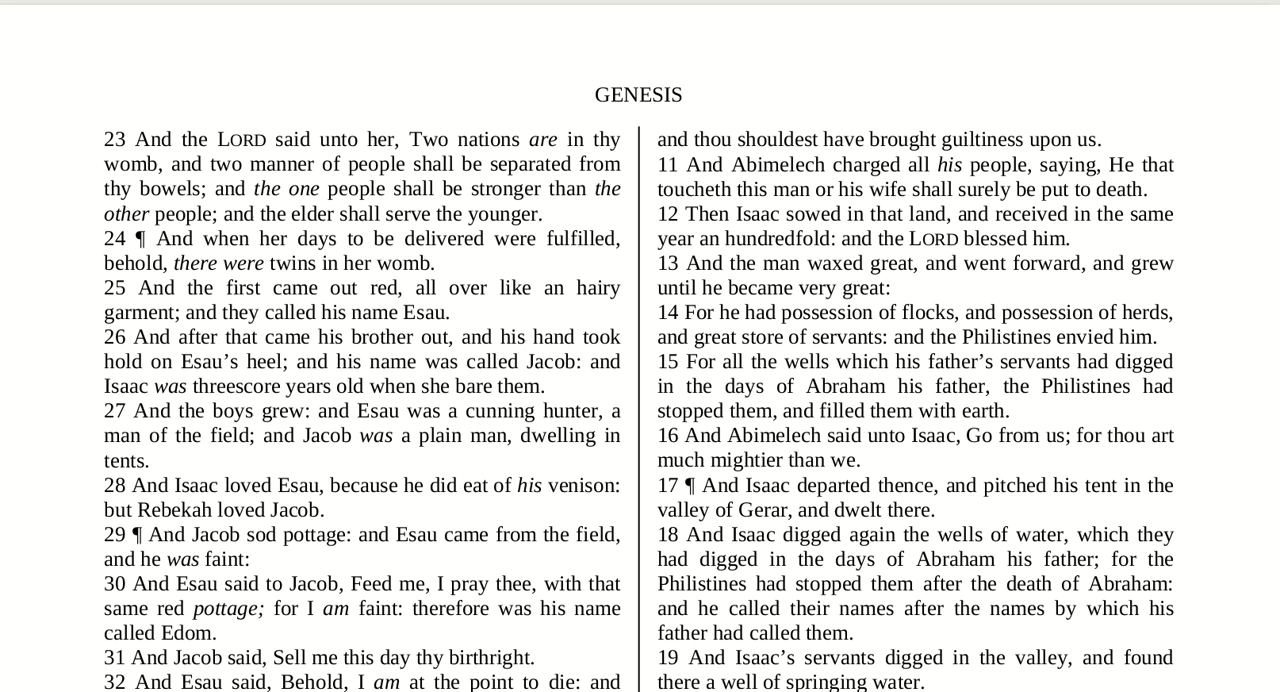 GENESIS
23 And the LORD said unto her, Two nations are in thy
womb, and two manner of people shall be separated from
thy bowels; and the one people shall be stronger than the
other people; and the elder shall serve the younger.
24 ¶ And when her days to be delivered were fulfilled,
behold, there were twins in her womb.
25 And the first came out red, all over like an hairy
garment; and they called his name Esau.
26 And after that came his brother out, and his hand took
hold on Esau’s heel; and his name was called Jacob: and
Isaac was threescore years old when she bare them.
27 And the boys grew: and Esau was a cunning hunter, a
man of the field; and Jacob was a plain man, dwelling in
tents.
28 And Isaac loved Esau, because he did eat of his venison:
but Rebekah loved Jacob.
29 ¶ And Jacob sod pottage: and Esau came from the field,
and he was faint:
30 And Esau said to Jacob, Feed me, I pray thee, with that
same red pottage; for I am faint: therefore was his name
called Edom.
31 And Jacob said, Sell me this day thy birthright.
32 And Esau said, Behold, I am at the point to die: and
and thou shouldest have brought guiltiness upon us.
11 And Abimelech charged all his people, saying, He that
toucheth this man or his wife shall surely be put to death.
12 Then Isaac sowed in that land, and received in the same
year an hundredfold: and the LORD blessed him.
13 And the man waxed great, and went forward, and grew
until he became very great:
14 For he had possession of flocks, and possession of herds,
and great store of servants: and the Philistines envied him.
15 For all the wells which his father’s servants had digged
in the days of Abraham his father, the Philistines had
stopped them, and filled them with earth.
16 And Abimelech said unto Isaac, Go from us; for thou art
much mightier than we.
17 ¶ And Isaac departed thence, and pitched his tent in the
valley of Gerar, and dwelt there.
18 And Isaac digged again the wells of water, which they
had digged in the days of Abraham his father; for the
Philistines had stopped them after the death of Abraham:
and he called their names after the names by which his
father had called them.
19 And Isaac’s servants digged in the valley, and found
there a well of springing water.